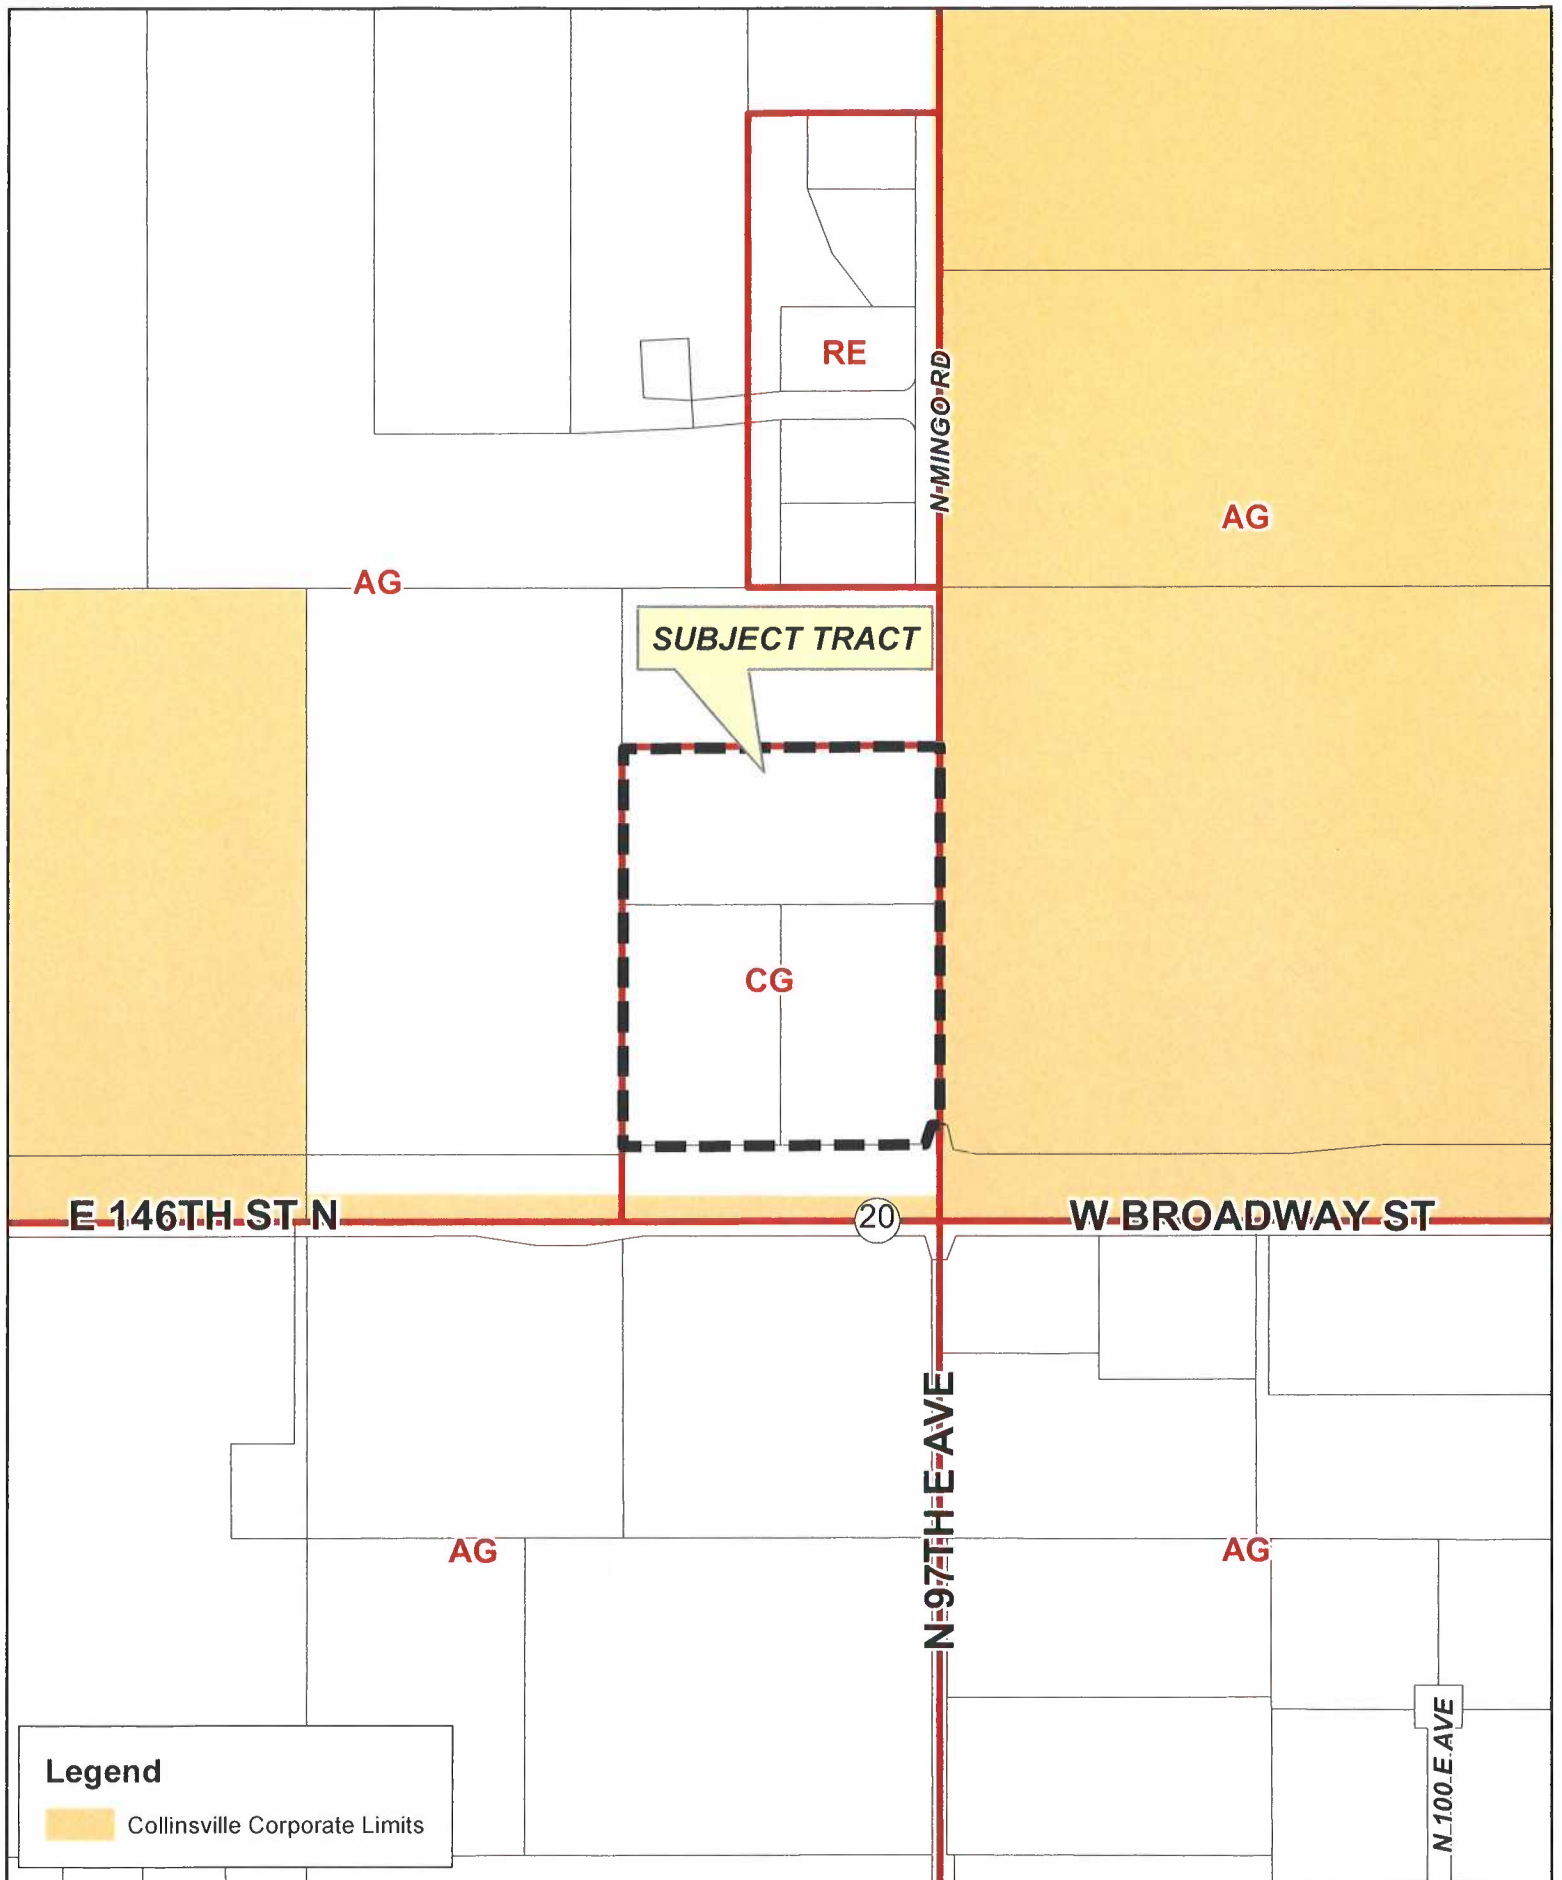 RE
N MINGO RD
AG
AG
SUBJECT TRACT
CG
E 146TH ST N
20
W BROADWAY ST
N 97TH E AVE
AG
AG
N 100 E AVE
Legend
Collinsville Corporate Limits